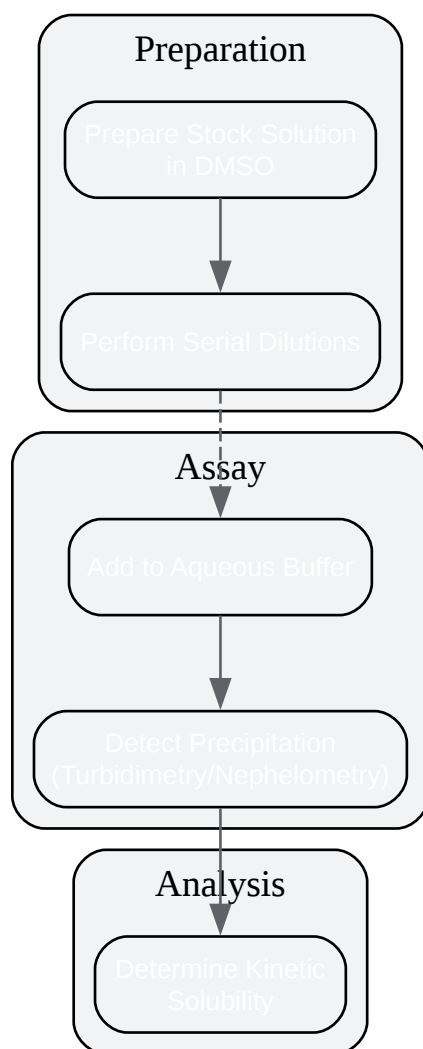 Preparation
Prepare Stock Solution
in DMSO
Perform Serial Dilutions
Assay
Add to Aqueous Buffer
Detect Precipitation
(Turbidimetry/Nephelometry)
Analysis
Determine Kinetic
Solubility